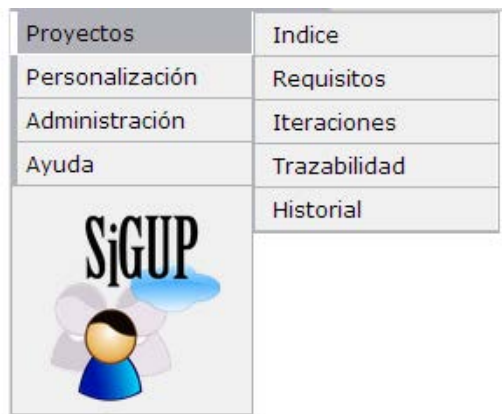 Proyectos
Personalización
Administración
Ayuda
Indice
Requisitos
Iteraciones
Trazabilidad
Historial
SiGUP